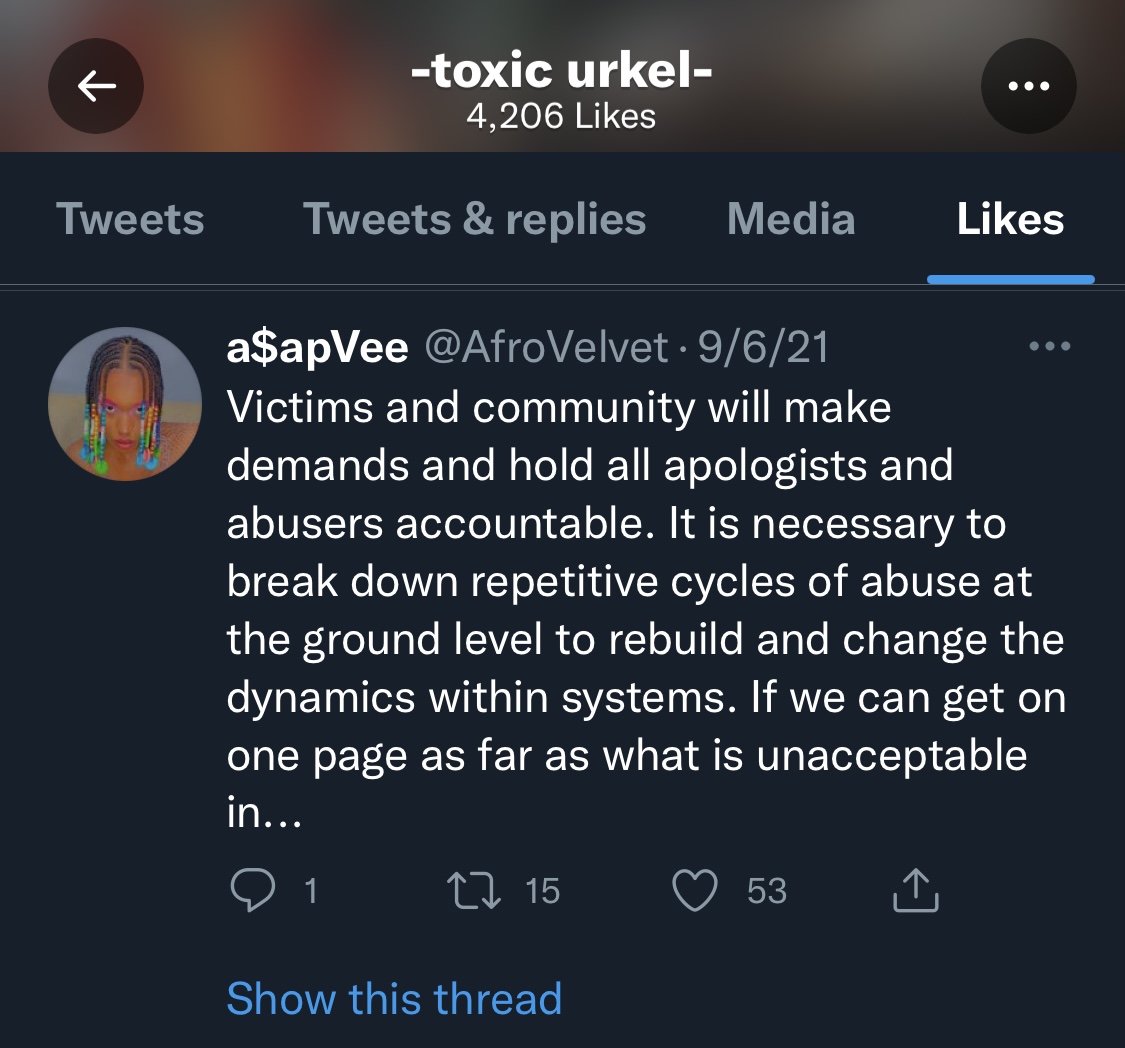 -toxic urkel-
4,206 Likes
Tweets Tweets & replies Media Likes
a$apVee @AfroVelvet · 9/6/21
Victims and community will make
demands and hold all apologists and
abusers accountable. It is necessary to
break down repetitive cycles of abuse at
the ground level to rebuild and change the
dynamics within systems. If we can get on
one page as far as what is unacceptable
in...
1 15 53
Show this thread